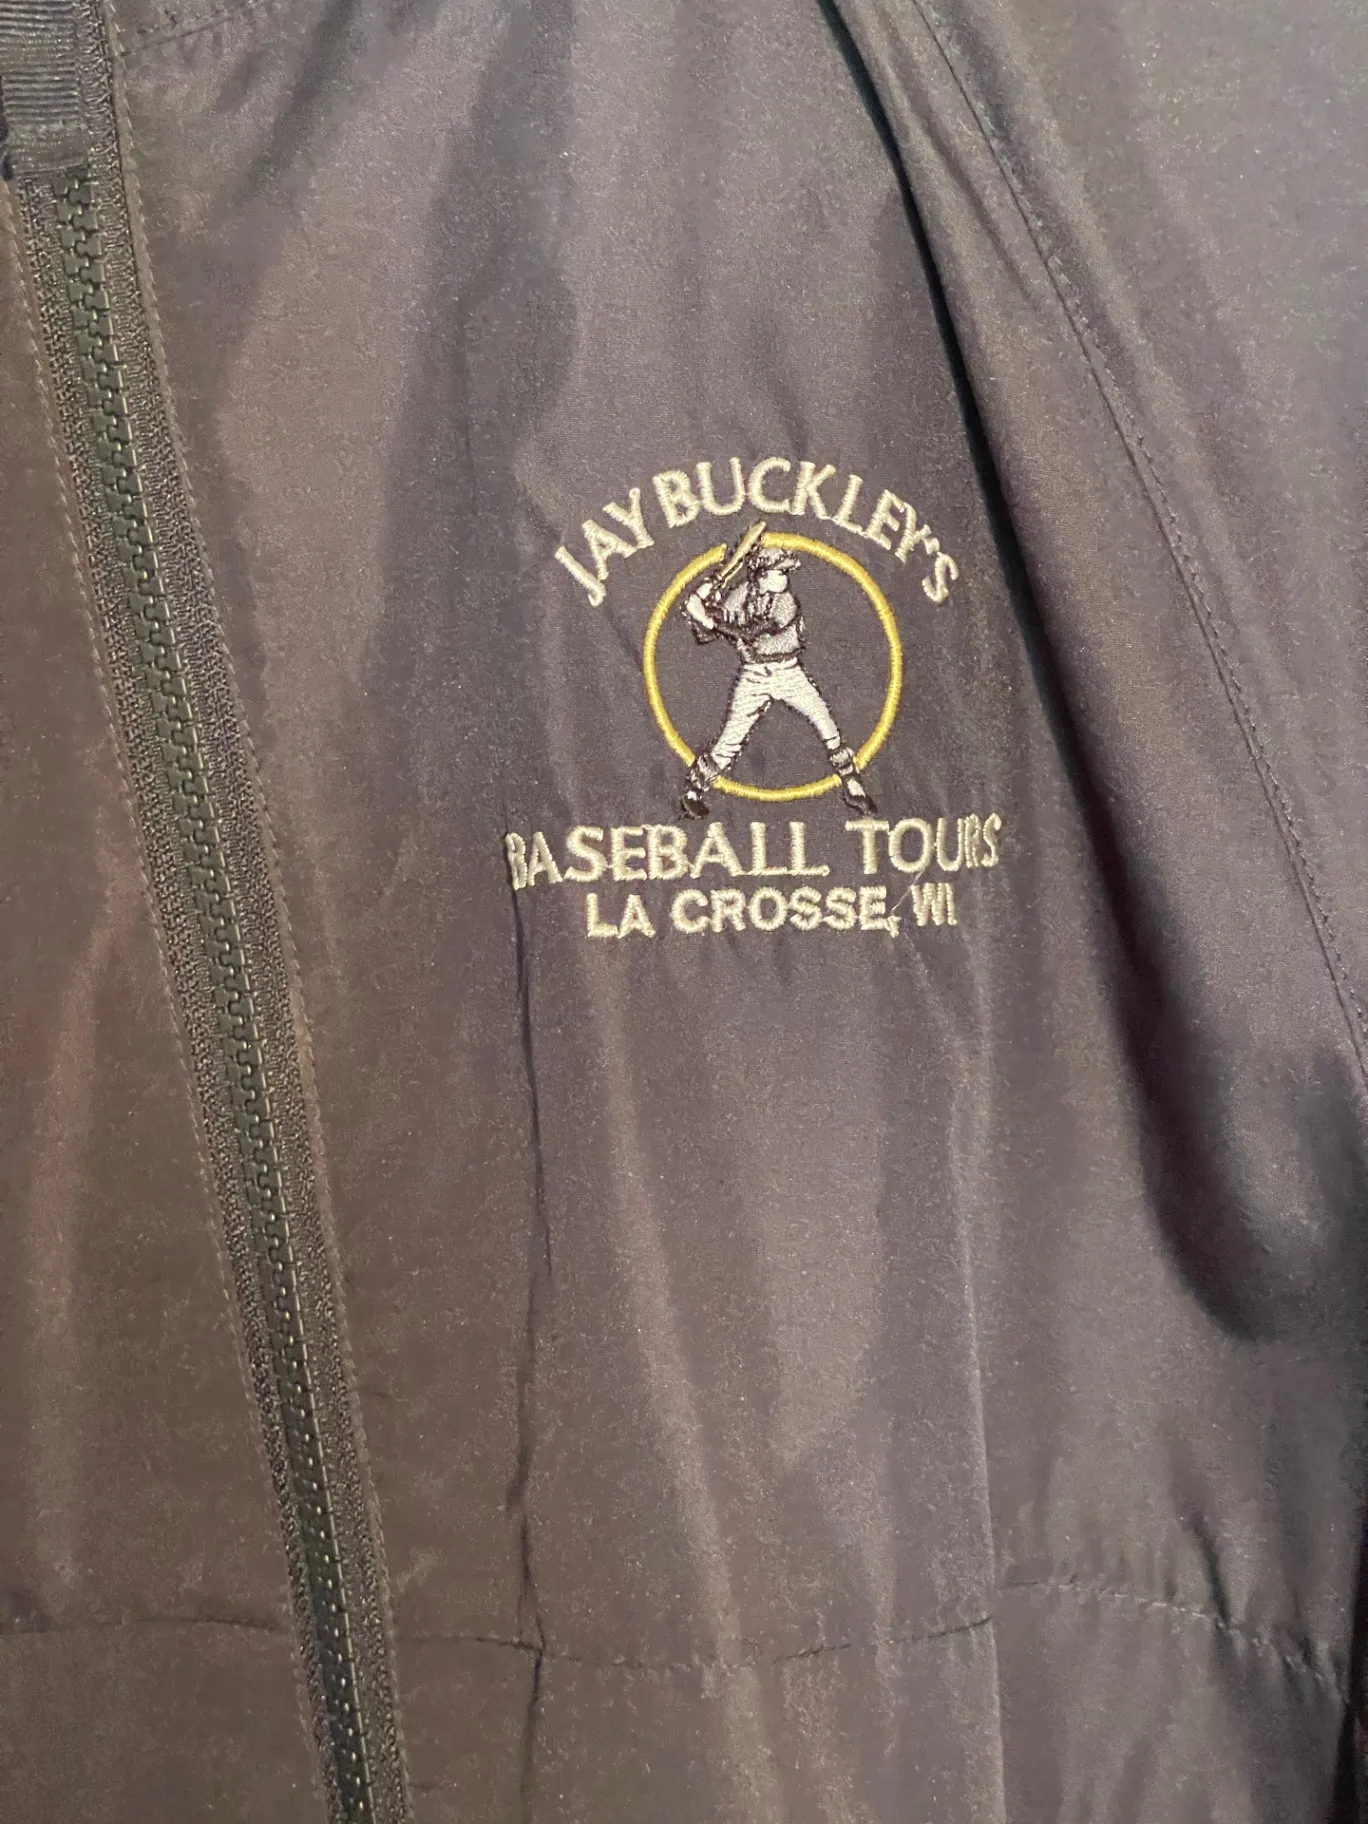 JAY BUCKLEY'S
BASEBALL TOURS
LA CROSSE, WI